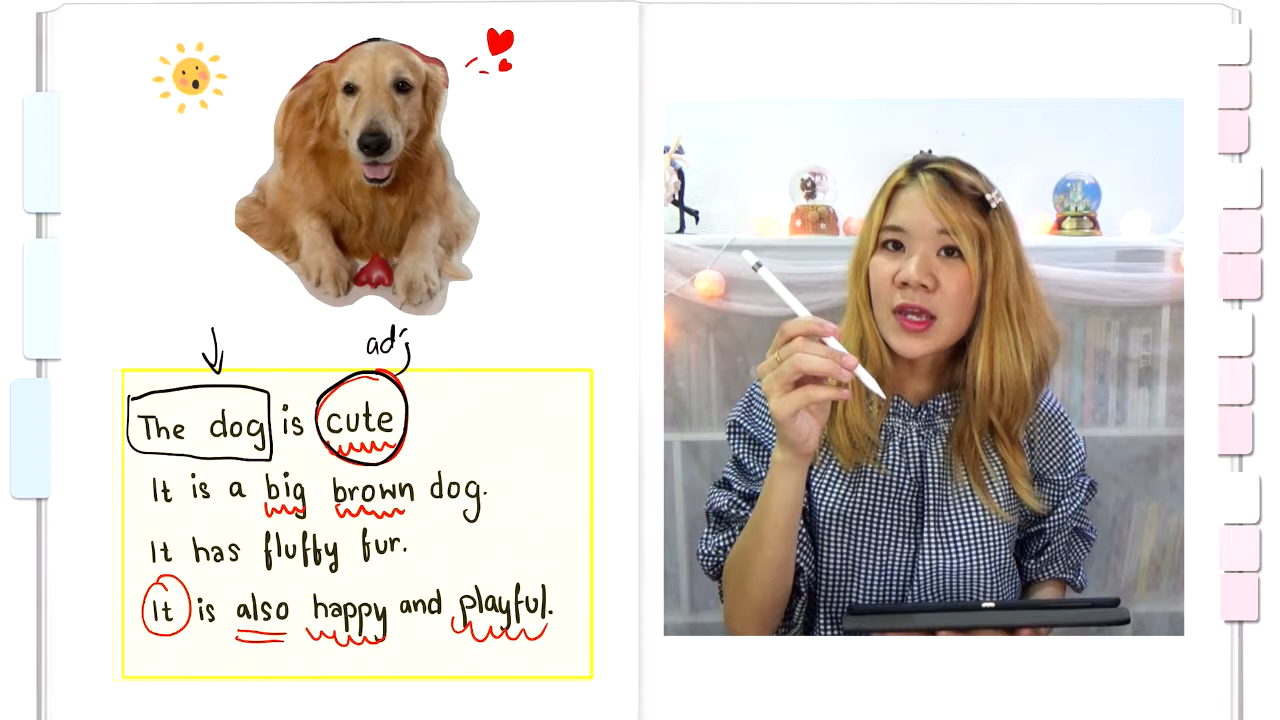 adj
The dog is cute
It is a big brown dog.
It has fluffy fur.
It is also happy and playful.